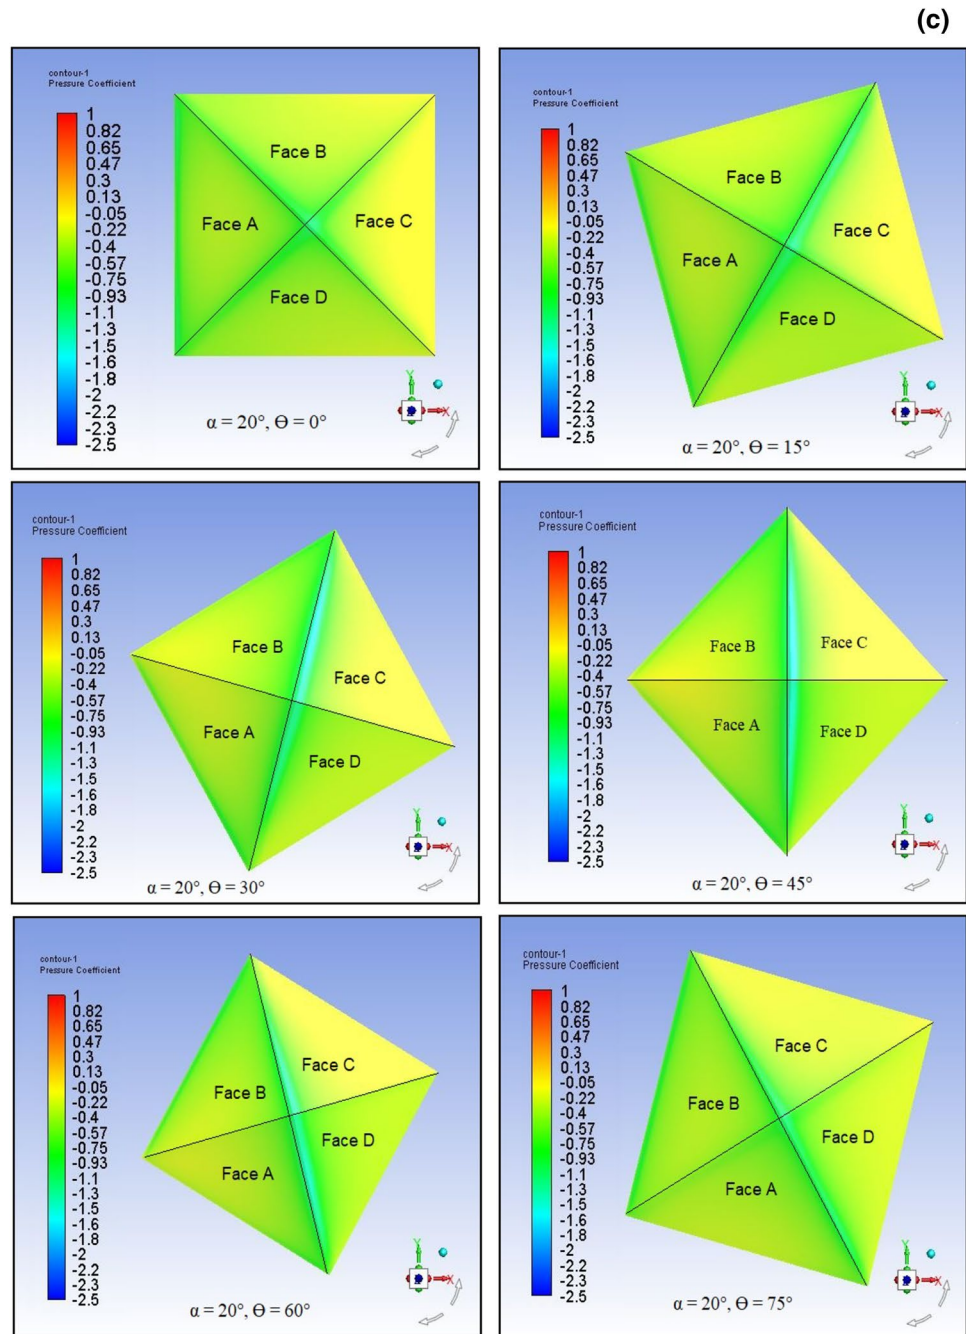 (c)
contour-1
Pressure Coefficient
1
0.82
0.65
0.47
0.3
0.13
-0.05
-0.22
-0.4
-0.57
-0.75
-0.93
-1.1
-1.3
-1.5
-1.6
-1.8
-2
-2.2
-2.3
-2.5
Face B
Face A
Face C
Face D
Y
X
α = 20°, Ө = 0°
contour-1
Pressure Coefficient
1
0.82
0.65
0.47
0.3
0.13
-0.05
-0.22
-0.4
-0.57
-0.75
-0.93
-1.1
-1.3
-1.5
-1.6
-1.8
-2
-2.2
-2.3
-2.5
Face B
Face C
Face A
Face D
Y
X
α = 20°, Ө = 15°
contour-1
Pressure Coefficient
1
0.82
0.65
0.47
0.3
0.13
-0.05
-0.22
-0.4
-0.57
-0.75
-0.93
-1.1
-1.3
-1.5
-1.6
-1.8
-2
-2.2
-2.3
-2.5
Face B
Face C
Face A
Face D
Y
X
α = 20°, Ө = 30°
contour-1
Pressure Coefficient
1
0.82
0.65
0.47
0.3
0.13
-0.05
-0.22
-0.4
-0.57
-0.75
-0.93
-1.1
-1.3
-1.5
-1.6
-1.8
-2.2
-2.3
-2.5
Face B
Face C
Face A
Face D
Y
X
α = 20°, Ө = 45°
contour-1
Pressure Coefficient
1
0.82
0.65
0.47
0.3
0.13
-0.05
-0.22
-0.4
-0.57
-0.75
-0.93
-1.1
-1.3
-1.5
-1.6
-1.8
-2
-2.2
-2.3
-2.5
Face C
Face B
Face D
Face A
Y
X
α = 20°, Ө = 60°
contour-1
Pressure Coefficient
1
0.82
0.65
0.47
0.3
0.13
-0.05
-0.22
-0.4
-0.57
-0.75
-0.93
-1.1
-1.3
-1.5
-1.6
-1.8
-2
-2.2
-2.3
-2.5
Face C
Face B
Face D
Face A
Y
X
α = 20°, Ө = 75°